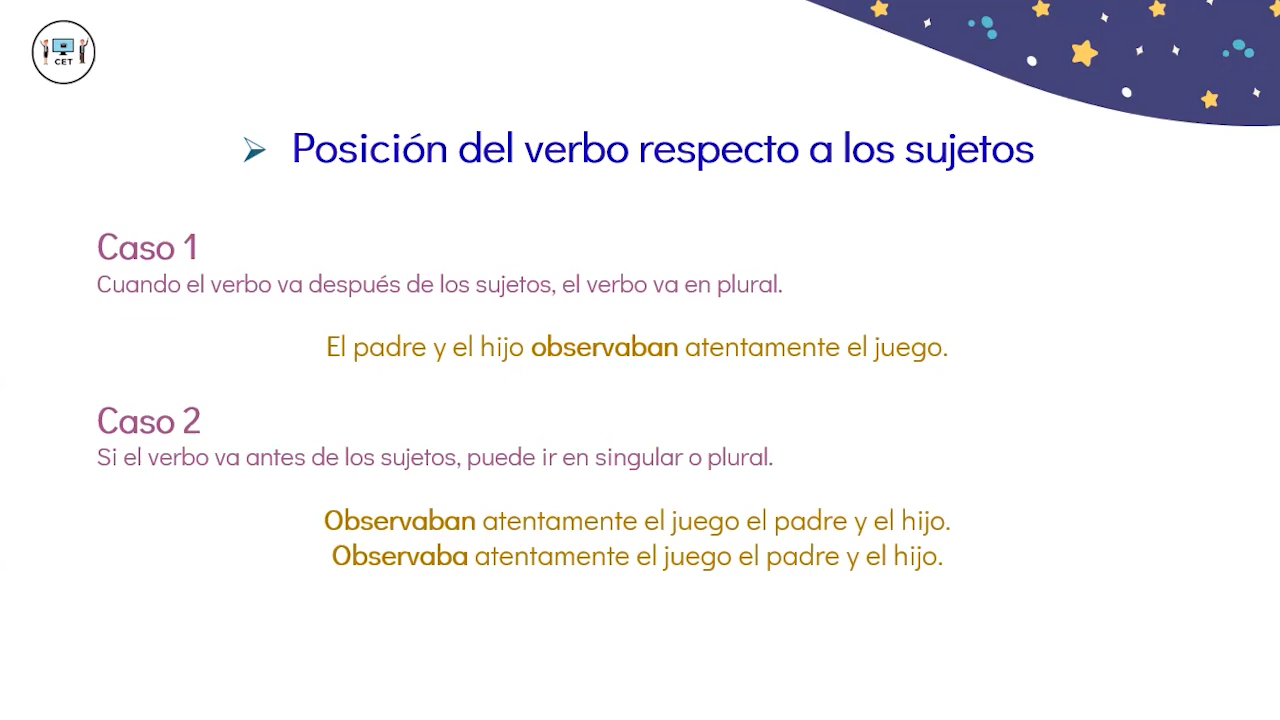 CET
➢ Posición del verbo respecto a los sujetos
Caso 1
Cuando el verbo va después de los sujetos, el verbo va en plural.
El padre y el hijo observaban atentamente el juego.
Caso 2
Si el verbo va antes de los sujetos, puede ir en singular o plural.
Observaban atentamente el juego el padre y el hijo.
Observaba atentamente el juego el padre y el hijo.